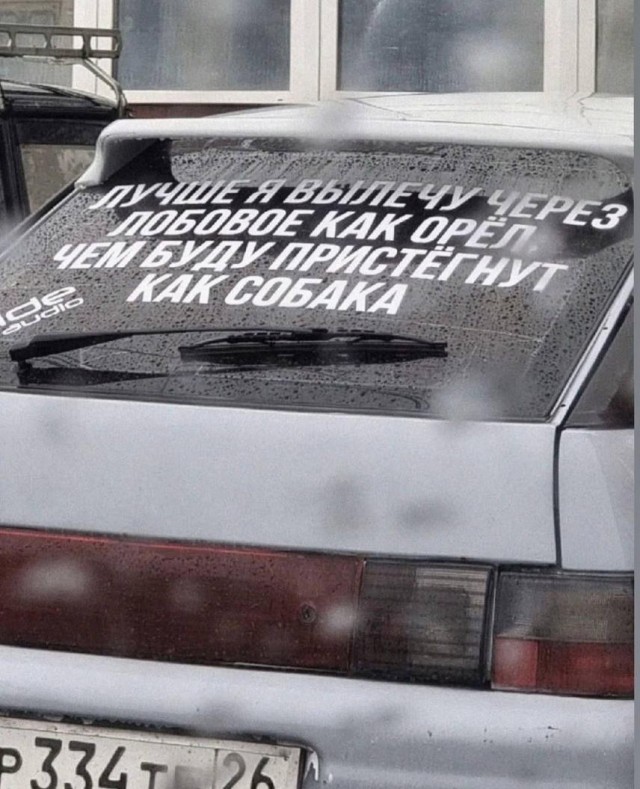 ЛУЧШЕ Я ВЫЛЕЧУ ЧЕРЕЗ
ЛОБОВОЕ КАК ОРЁЛ,
ЧЕМ БУДУ ПРИСТЁГНУТ
КАК СОБАКА
audio
Р334Т 26